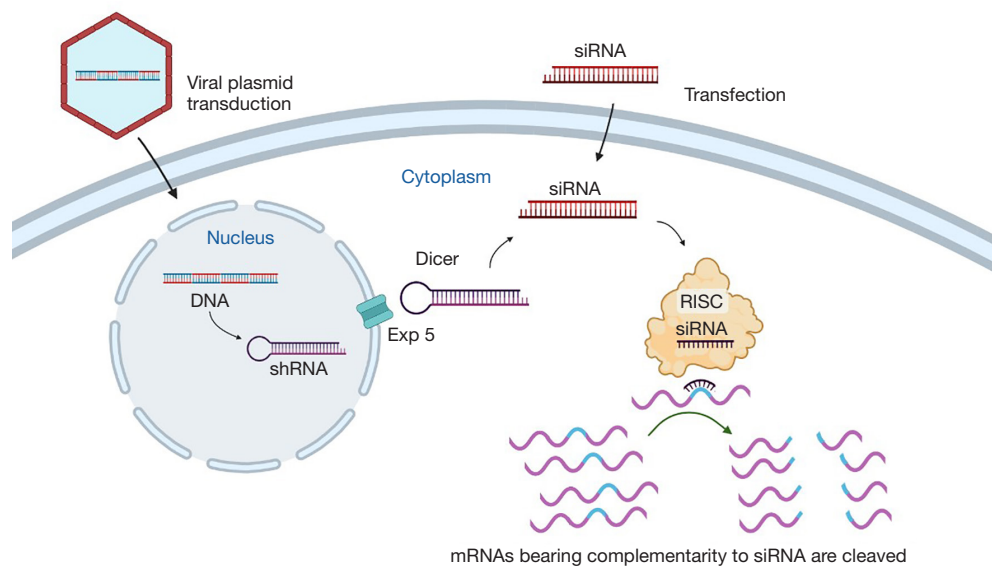 Viral plasmid
transduction
siRNA
Transfection
Cytoplasm
siRNA
Nucleus
DNA
shRNA
Dicer
Exp 5
RISC
siRNA
mRNAs bearing complementarity to siRNA are cleaved